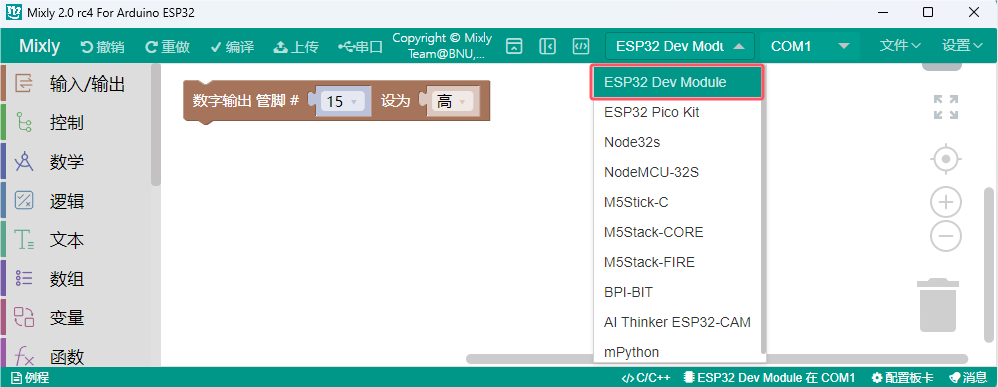 Mixly 2.0 rc4 For Arduino ESP32
Mixly 撤销 重做 编译 上传 串口 Copyright © Mixly Team@BNU,... ESP32 Dev Modu COM1 文件 设置
输入/输出
控制
数学
逻辑
文本
数组
变量
函数
数字输出 管脚 # 15 设为 高
ESP32 Dev Module
ESP32 Pico Kit
Node32s
NodeMCU-32S
M5Stick-C
M5Stack-CORE
M5Stack-FIRE
BPI-BIT
AI Thinker ESP32-CAM
mPython
例程 C/C++ ESP32 Dev Module 在 COM1 配置板卡 消息